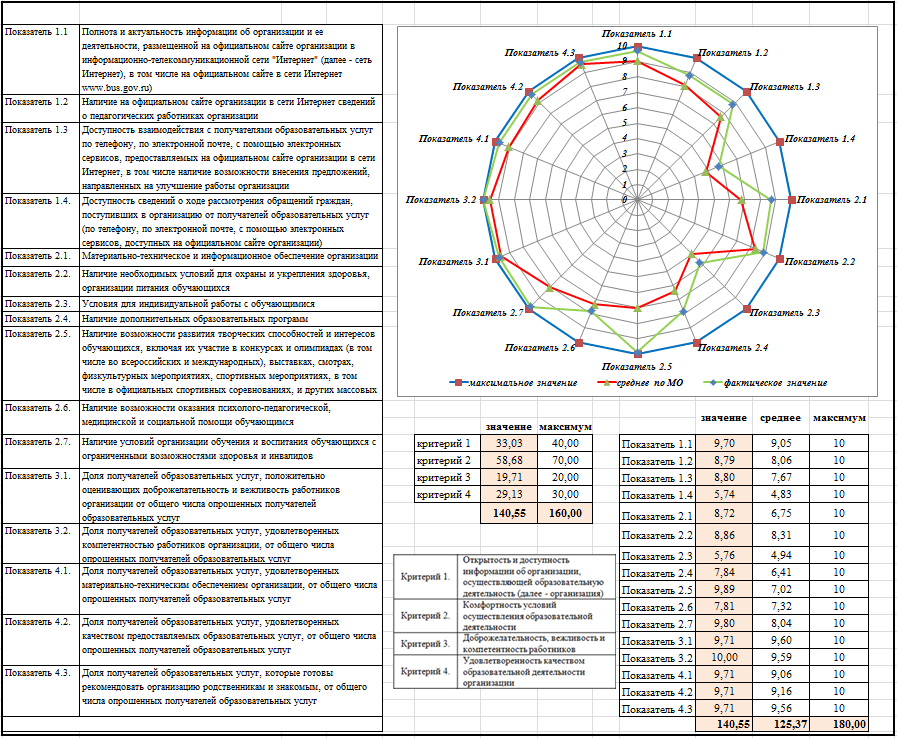 Показатель 1.1
Полнота и актуальность информации об организации и ее
деятельности, размещенной на официальном сайте организации в
информационно-телекоммуникационной сети "Интернет" (далее - сеть
Интернет), в том числе на официальном сайте в сети Интернет
www.bus.gov.ru)
Показатель 1.2
Наличие на официальном сайте организации в сети Интернет сведений
о педагогических работниках организации
Показатель 1.3
Доступность взаимодействия с получателями образовательных услуг
по телефону, по электронной почте, с помощью электронных
сервисов, предоставляемых на официальном сайте организации в сети
Интернет, в том числе наличие возможности внесения предложений,
направленных на улучшение работы организации
Показатель 1.4.
Доступность сведений о ходе рассмотрения обращений граждан,
поступивших в организацию от получателей образовательных услуг
(по телефону, по электронной почте, с помощью электронных
сервисов, доступных на официальном сайте организации)
Показатель 2.1.
Материально-техническое и информационное обеспечение организации
Показатель 2.2.
Наличие необходимых условий для охраны и укрепления здоровья,
организации питания обучающихся
Показатель 2.3.
Условия для индивидуальной работы с обучающимися
Показатель 2.4.
Наличие дополнительных образовательных программ
Показатель 2.5.
Наличие возможности развития творческих способностей и интересов
обучающихся, включая их участие в конкурсах и олимпиадах (в том
числе во всероссийских и международных), выставках, смотрах,
физкультурных мероприятиях, спортивных мероприятиях, в том
числе в официальных спортивных соревнованиях, и других массовых
Показатель 2.6.
Наличие возможности оказания психолого-педагогической,
медицинской и социальной помощи обучающимся
Показатель 2.7.
Наличие условий организации обучения и воспитания обучающихся с
ограниченными возможностями здоровья и инвалидов
Показатель 3.1.
Доля получателей образовательных услуг, положительно
оценивающих доброжелательность и вежливость работников
организации от общего числа опрошенных получателей
образовательных услуг
Показатель 3.2.
Доля получателей образовательных услуг, удовлетворенных
компетентностью работников организации, от общего числа
опрошенных получателей образовательных услуг
Показатель 4.1.
Доля получателей образовательных услуг, удовлетворенных
материально-техническим обеспечением организации, от общего числа
опрошенных получателей образовательных услуг
Показатель 4.2.
Доля получателей образовательных услуг, удовлетворенных
качеством предоставляемых образовательных услуг, от общего числа
опрошенных получателей образовательных услуг
Показатель 4.3.
Доля получателей образовательных услуг, которые готовы
рекомендовать организацию родственникам и знакомым, от общего
числа опрошенных получателей образовательных услуг
Показатель 1.1
Показатель 1.2
Показатель 1.3
Показатель 1.4
Показатель 2.1
Показатель 2.2
Показатель 2.3
Показатель 2.4
Показатель 2.5
Показатель 2.6
Показатель 2.7
Показатель 3.1
Показатель 3.2
Показатель 4.1
Показатель 4.2
Показатель 4.3
10
9
8
7
6
5
4
3
2
1
0
максимальное значение среднее по МО фактическое значение
значение максимум
критерий 1 33,03 40,00
критерий 2 58,68 70,00
критерий 3 19,71 20,00
критерий 4 29,13 30,00
140,55 160,00
Критерий 1.
Открытость и доступность
информации об организации,
осуществляющей образовательную
деятельность (далее - организация)
Критерий 2.
Комфортность условий
осуществления образовательной
деятельности
Критерий 3.
Доброжелательность, вежливость и
компетентность работников
Критерий 4.
Удовлетворенность качеством
образовательной деятельности
организации
значение среднее максимум
Показатель 1.1 9,70 9,05 10
Показатель 1.2 8,79 8,06 10
Показатель 1.3 8,80 7,67 10
Показатель 1.4 5,74 4,83 10
Показатель 2.1 8,72 6,75 10
Показатель 2.2 8,86 8,31 10
Показатель 2.3 5,76 4,94 10
Показатель 2.4 7,84 6,41 10
Показатель 2.5 9,89 7,02 10
Показатель 2.6 7,81 7,32 10
Показатель 2.7 9,80 8,04 10
Показатель 3.1 9,71 9,60 10
Показатель 3.2 10,00 9,59 10
Показатель 4.1 9,71 9,06 10
Показатель 4.2 9,71 9,16 10
Показатель 4.3 9,71 9,56 10
140,55 125,37 180,00